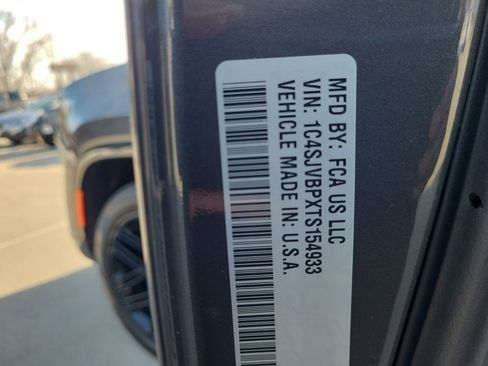 MFD BY: FCA US LLC
VIN: 1C4SJVBPXTS154933
VEHICLE MADE IN: U.S.A.